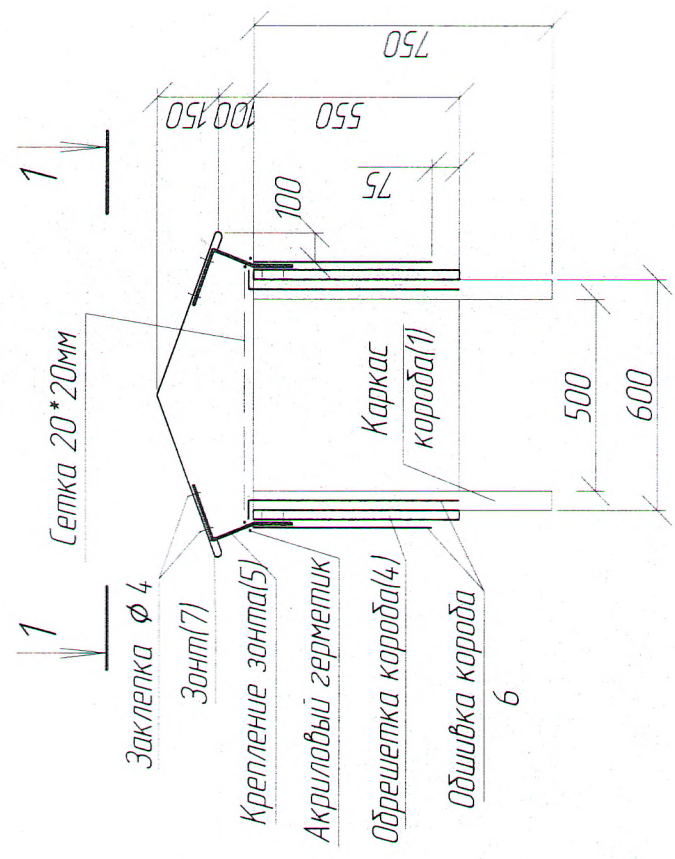 1
1
Сетка 20*20мм
Заклепка Ф 4
Зонт(7)
Крепление зонта(5)
Акриловый герметик
Обрешетка короба(4)
Обшивка короба
6
Каркас
короба(1)
150
100
550
750
75
100
500
600